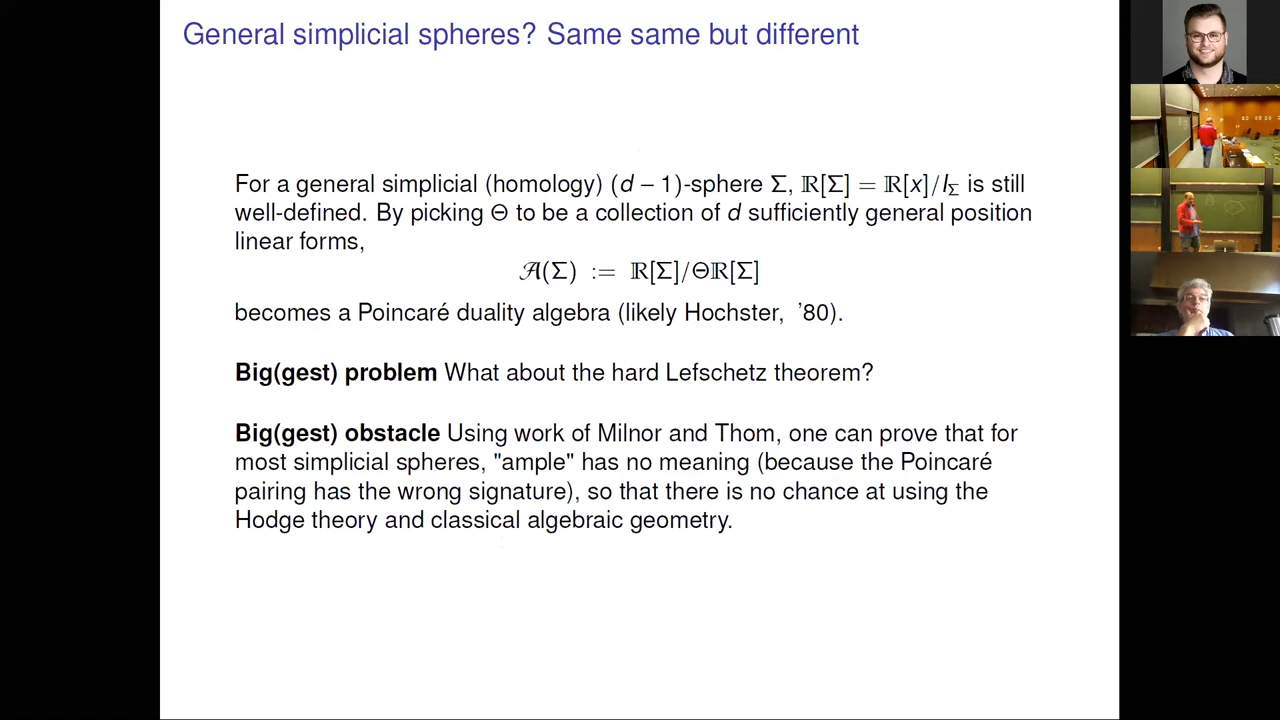 General simplicial spheres? Same same but different
For a general simplicial (homology) (d − 1)-sphere Σ, ℝ[Σ] = ℝ[x]/I_Σ is still
well-defined. By picking Θ to be a collection of d sufficiently general position
linear forms,
𝒜(Σ) := ℝ[Σ]/Θℝ[Σ]
becomes a Poincaré duality algebra (likely Hochster, ’80).
Big(gest) problem What about the hard Lefschetz theorem?
Big(gest) obstacle Using work of Milnor and Thom, one can prove that for
most simplicial spheres, "ample" has no meaning (because the Poincaré
pairing has the wrong signature), so that there is no chance at using the
Hodge theory and classical algebraic geometry.